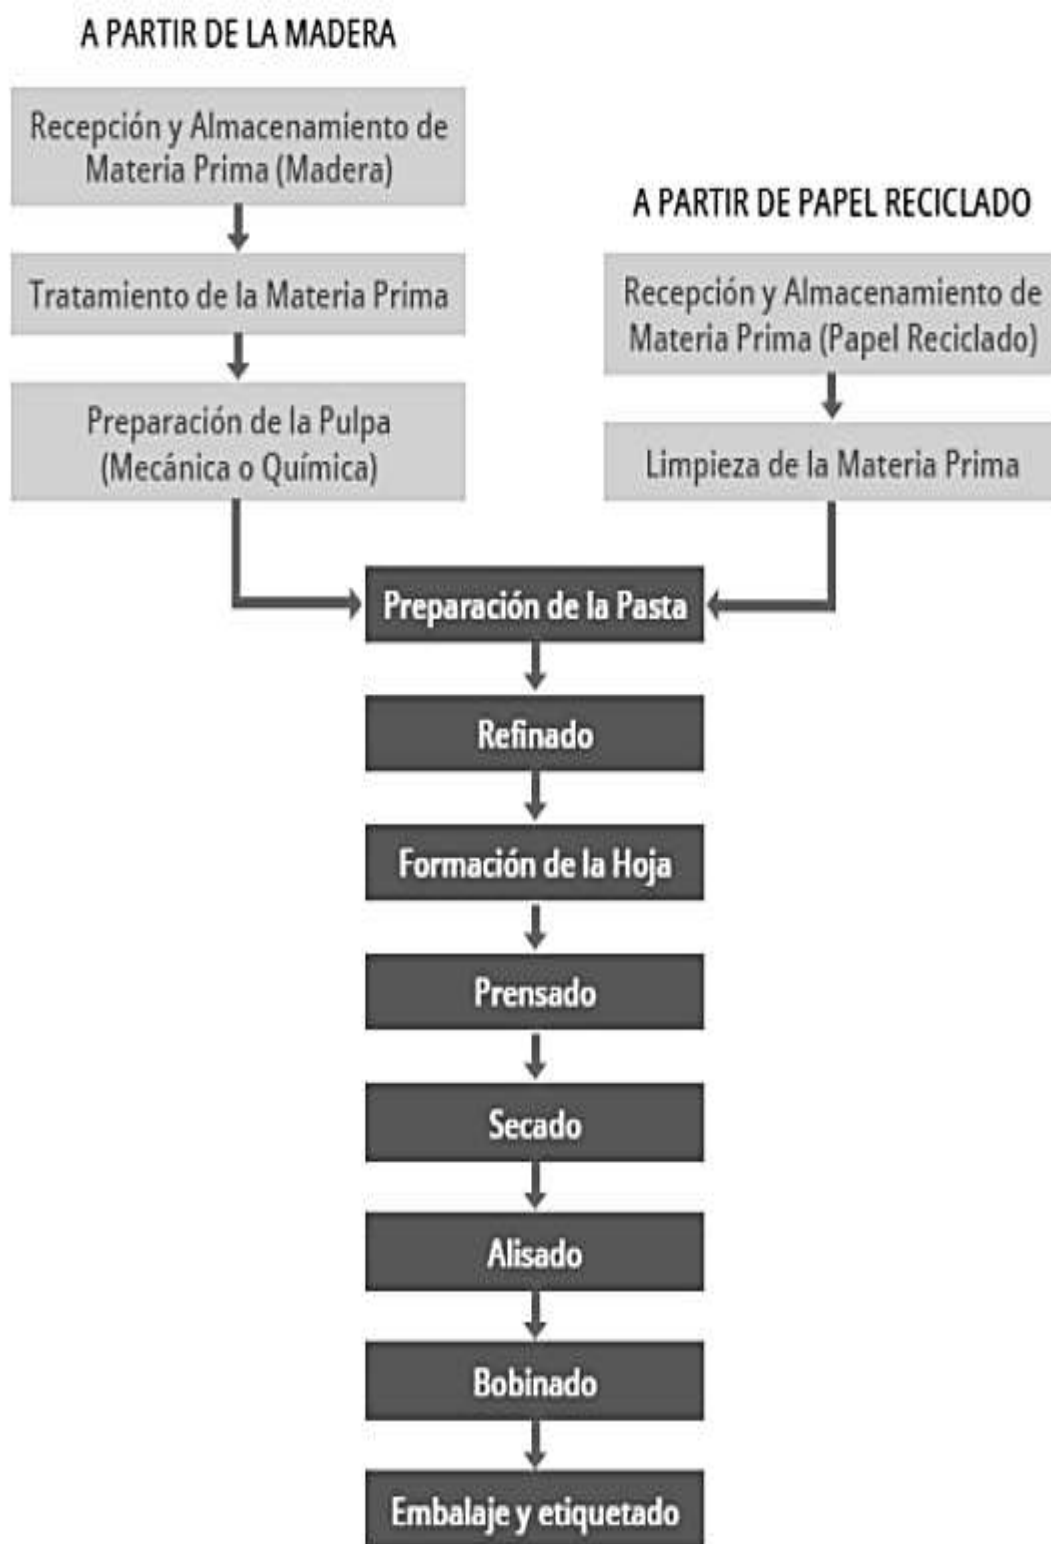 A PARTIR DE LA MADERA
Recepción y Almacenamiento de
Materia Prima (Madera)
Tratamiento de la Materia Prima
Preparación de la Pulpa
(Mecánica o Química)
A PARTIR DE PAPEL RECICLADO
Recepción y Almacenamiento de
Materia Prima (Papel Reciclado)
Limpieza de la Materia Prima
Preparación de la Pasta
Refinado
Formación de la Hoja
Prensado
Secado
Alisado
Bobinado
Embalaje y etiquetado